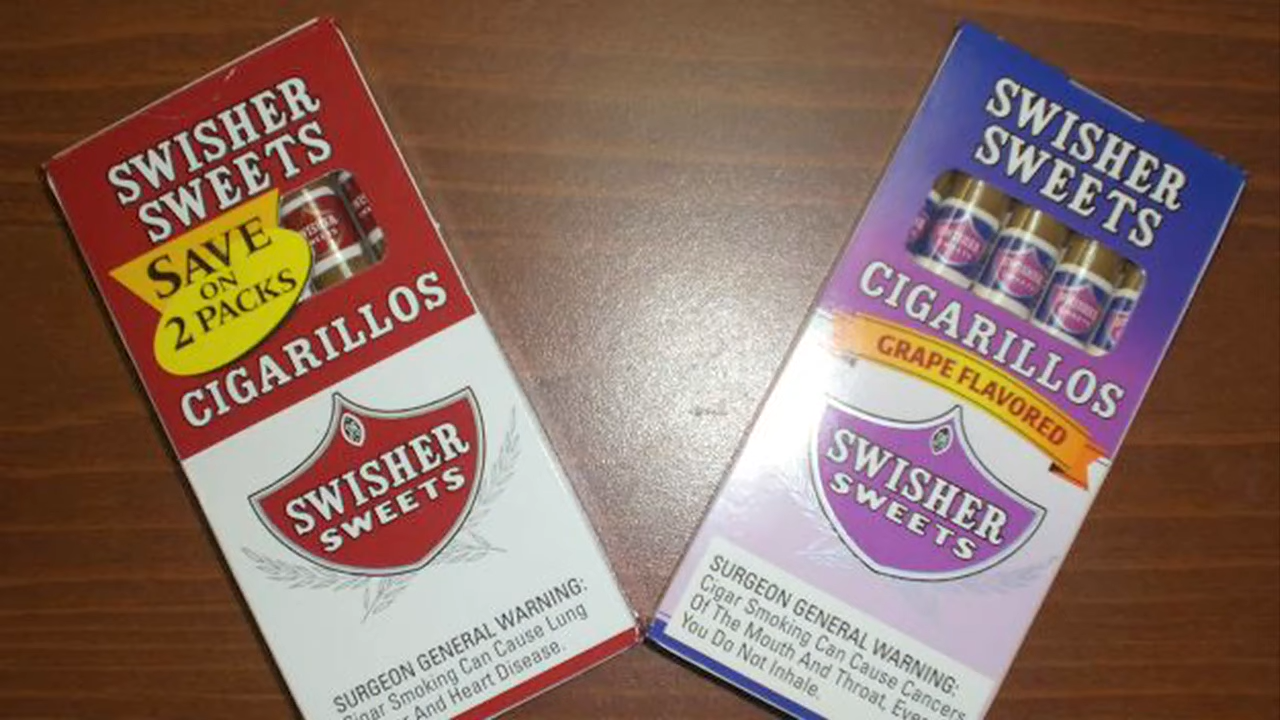 SWISHER
SWEETS
SAVE
ON
2 PACKS
CIGARILLOS
SWISHER
SWEETS
SURGEON GENERAL WARNING:
Cigar Smoking Can Cause Lung
And Heart Disease.
SWISHER
SWEETS
CIGARILLOS
GRAPE FLAVORED
SWISHER
SWEETS
SURGEON GENERAL WARNING:
Cigar Smoking Can Cause Cancers
Of The Mouth And Throat, Even
You Do Not Inhale.